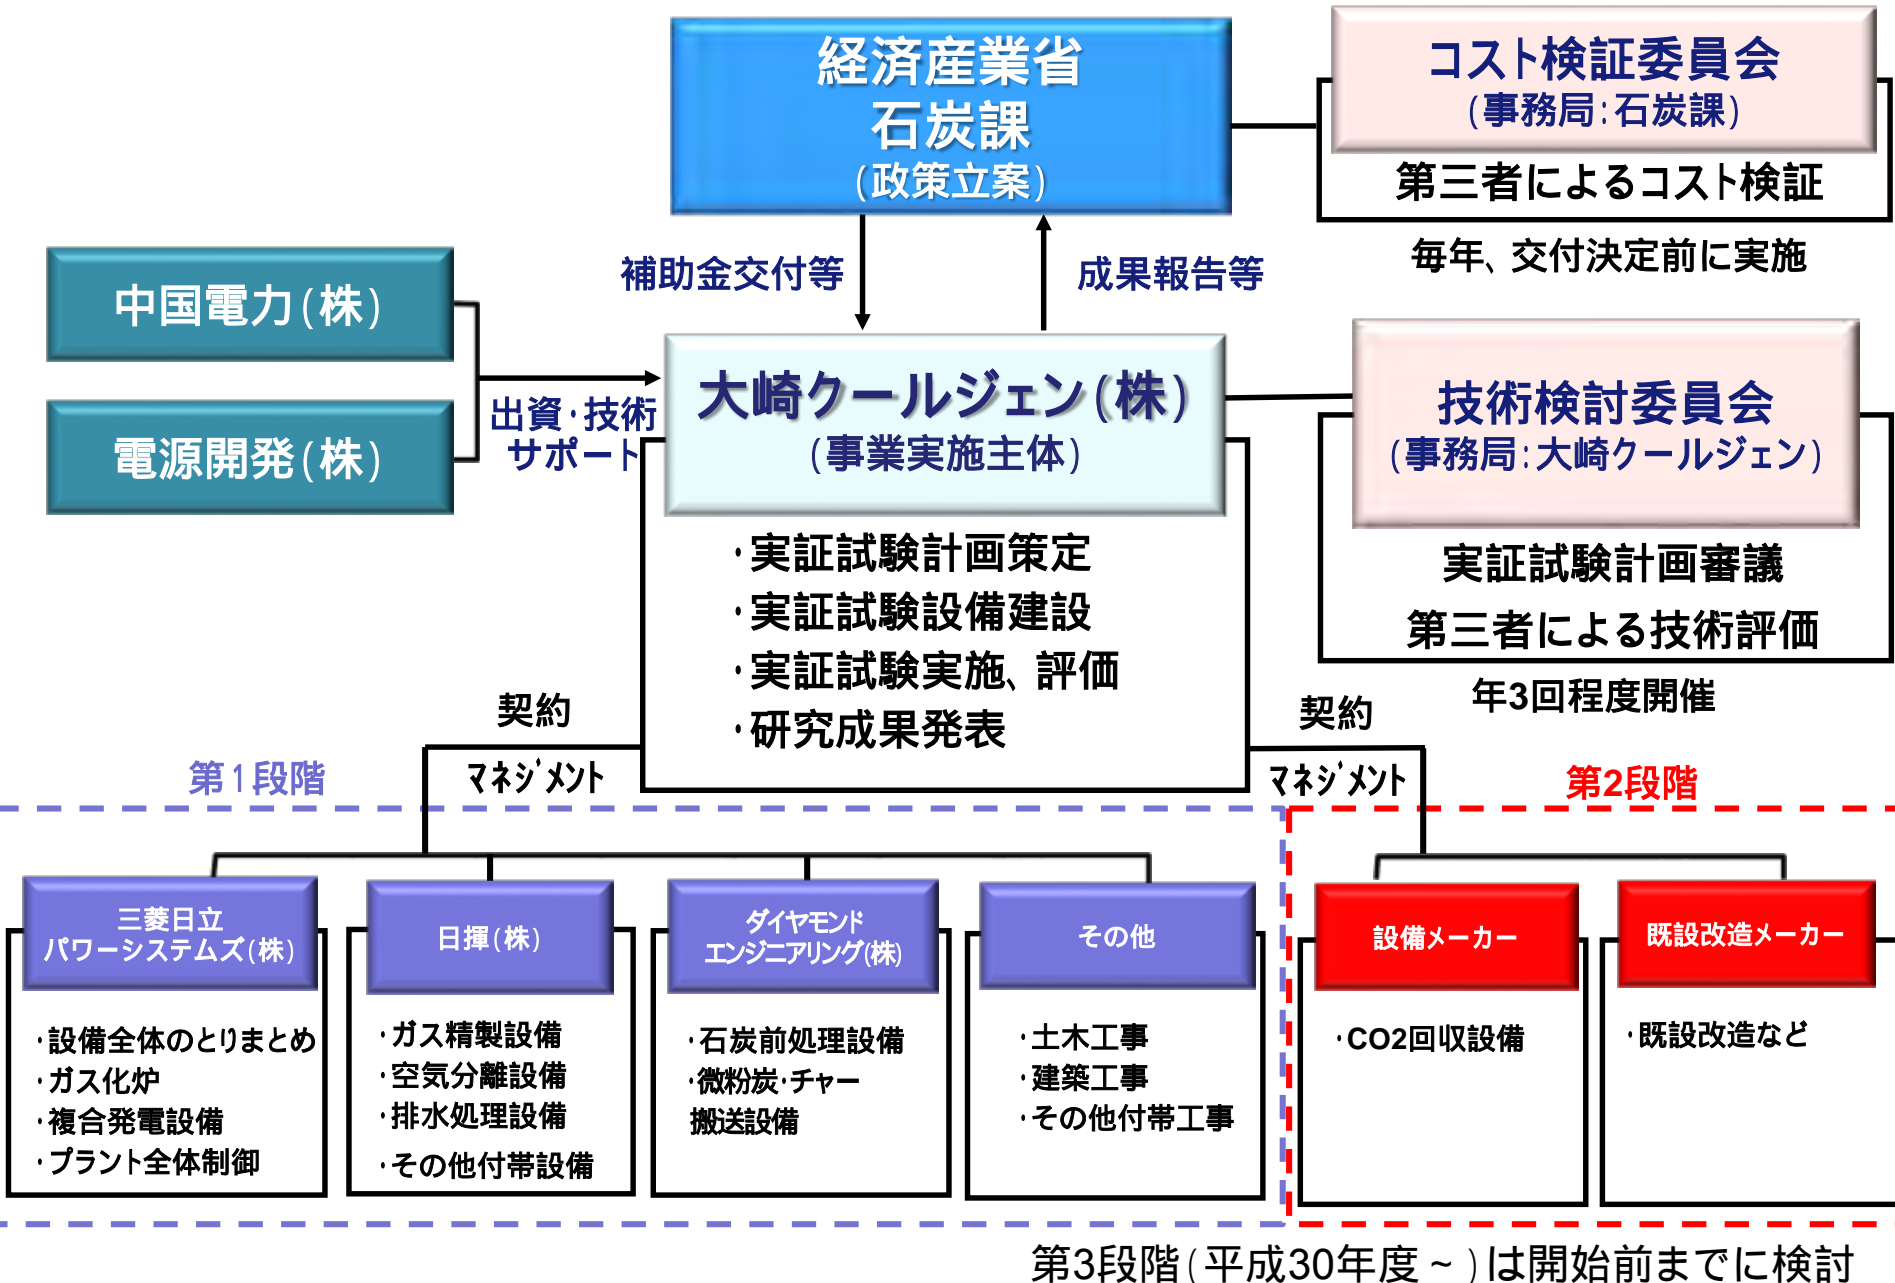 経済産業省
石炭課
(政策立案)
コスト検証委員会
(事務局:石炭課)
第三者によるコスト検証
毎年、交付決定前に実施
補助金交付等
成果報告等
中国電力(株)
電源開発(株)
出資・技術
サポート
大崎クールジェン(株)
(事業実施主体)
・実証試験計画策定
・実証試験設備建設
・実証試験実施、評価
・研究成果発表
技術検討委員会
(事務局:大崎クールジェン)
実証試験計画審議
第三者による技術評価
年3回程度開催
契約
マネジメント
契約
マネジメント
第1段階
第2段階
三菱日立
パワーシステムズ(株)
・設備全体のとりまとめ
・ガス化炉
・複合発電設備
・プラント全体制御
日揮(株)
・ガス精製設備
・空気分離設備
・排水処理設備
・その他付帯設備
ダイヤモンド
エンジニアリング(株)
・石炭前処理設備
・微粉炭・チャー
搬送設備
その他
・土木工事
・建築工事
・その他付帯工事
設備メーカー
・CO2回収設備
既設改造メーカー
・既設改造など
第3段階(平成30年度~)は開始前までに検討